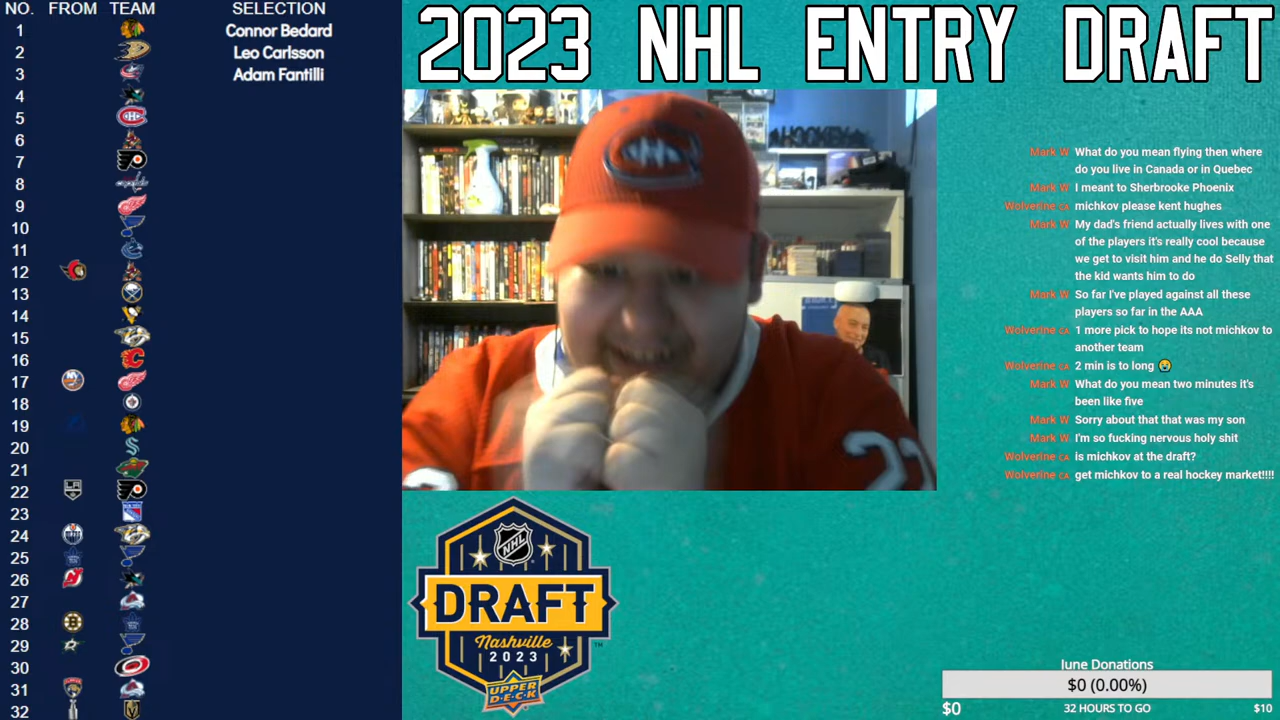 NO. FROM TEAM SELECTION
2023 NHL ENTRY DRAFT
1 Connor Bedard
2 Leo Carlsson
3 Adam Fantilli
4
5
6
7
8
9
10
11
12
13
14
15
16
17
18
19
20
21
22
23
24
25
26
27
28
29
30
31
32
HOCKEY
Mark W What do you mean flying then where
do you live in Canada or in Quebec
Mark W I meant to Sherbrooke Phoenix
Wolverine CA michkov please kent hughes
Mark W My dad's friend actually lives with one
of the players it's really cool because
we get to visit him and he do Selly that
the kid wants him to do
Mark W So far I've played against all these
players so far in the AAA
Wolverine CA 1 more pick to hope its not michkov to
another team
Wolverine CA 2 min is to long 😭
Mark W What do you mean two minutes it's
been like five
Mark W Sorry about that that was my son
Mark W I'm so fucking nervous holy shit
Wolverine CA is michkov at the draft?
Wolverine CA get michkov to a real hockey market!!!!
NHL
DRAFT
Nashville
2023
UPPER
DECK
TM
June Donations
$0 (0.00%)
$0 32 HOURS TO GO $10